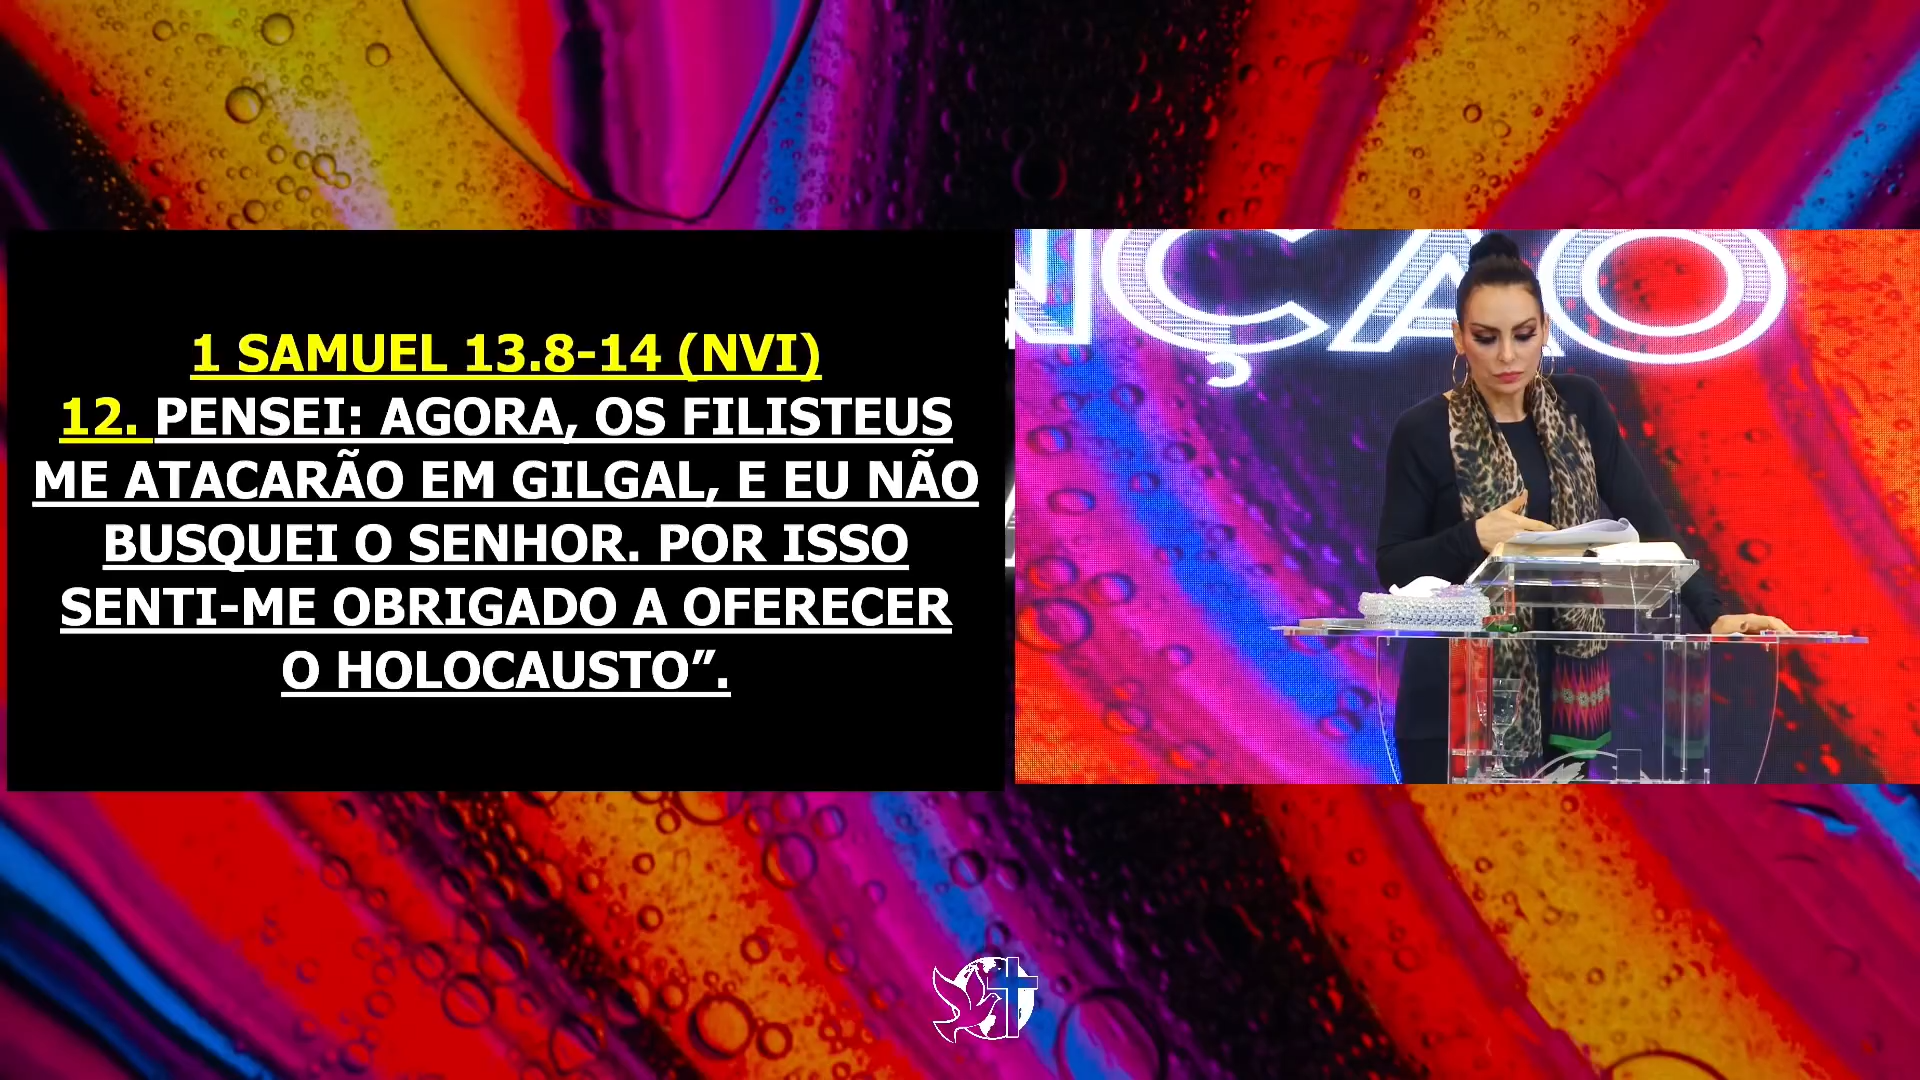 1 SAMUEL 13.8-14 (NVI)
12. PENSEI: AGORA, OS FILISTEUS
ME ATACARÃO EM GILGAL, E EU NÃO
BUSQUEI O SENHOR. POR ISSO
SENTI-ME OBRIGADO A OFERECER
O HOLOCAUSTO”.
NÇÃO